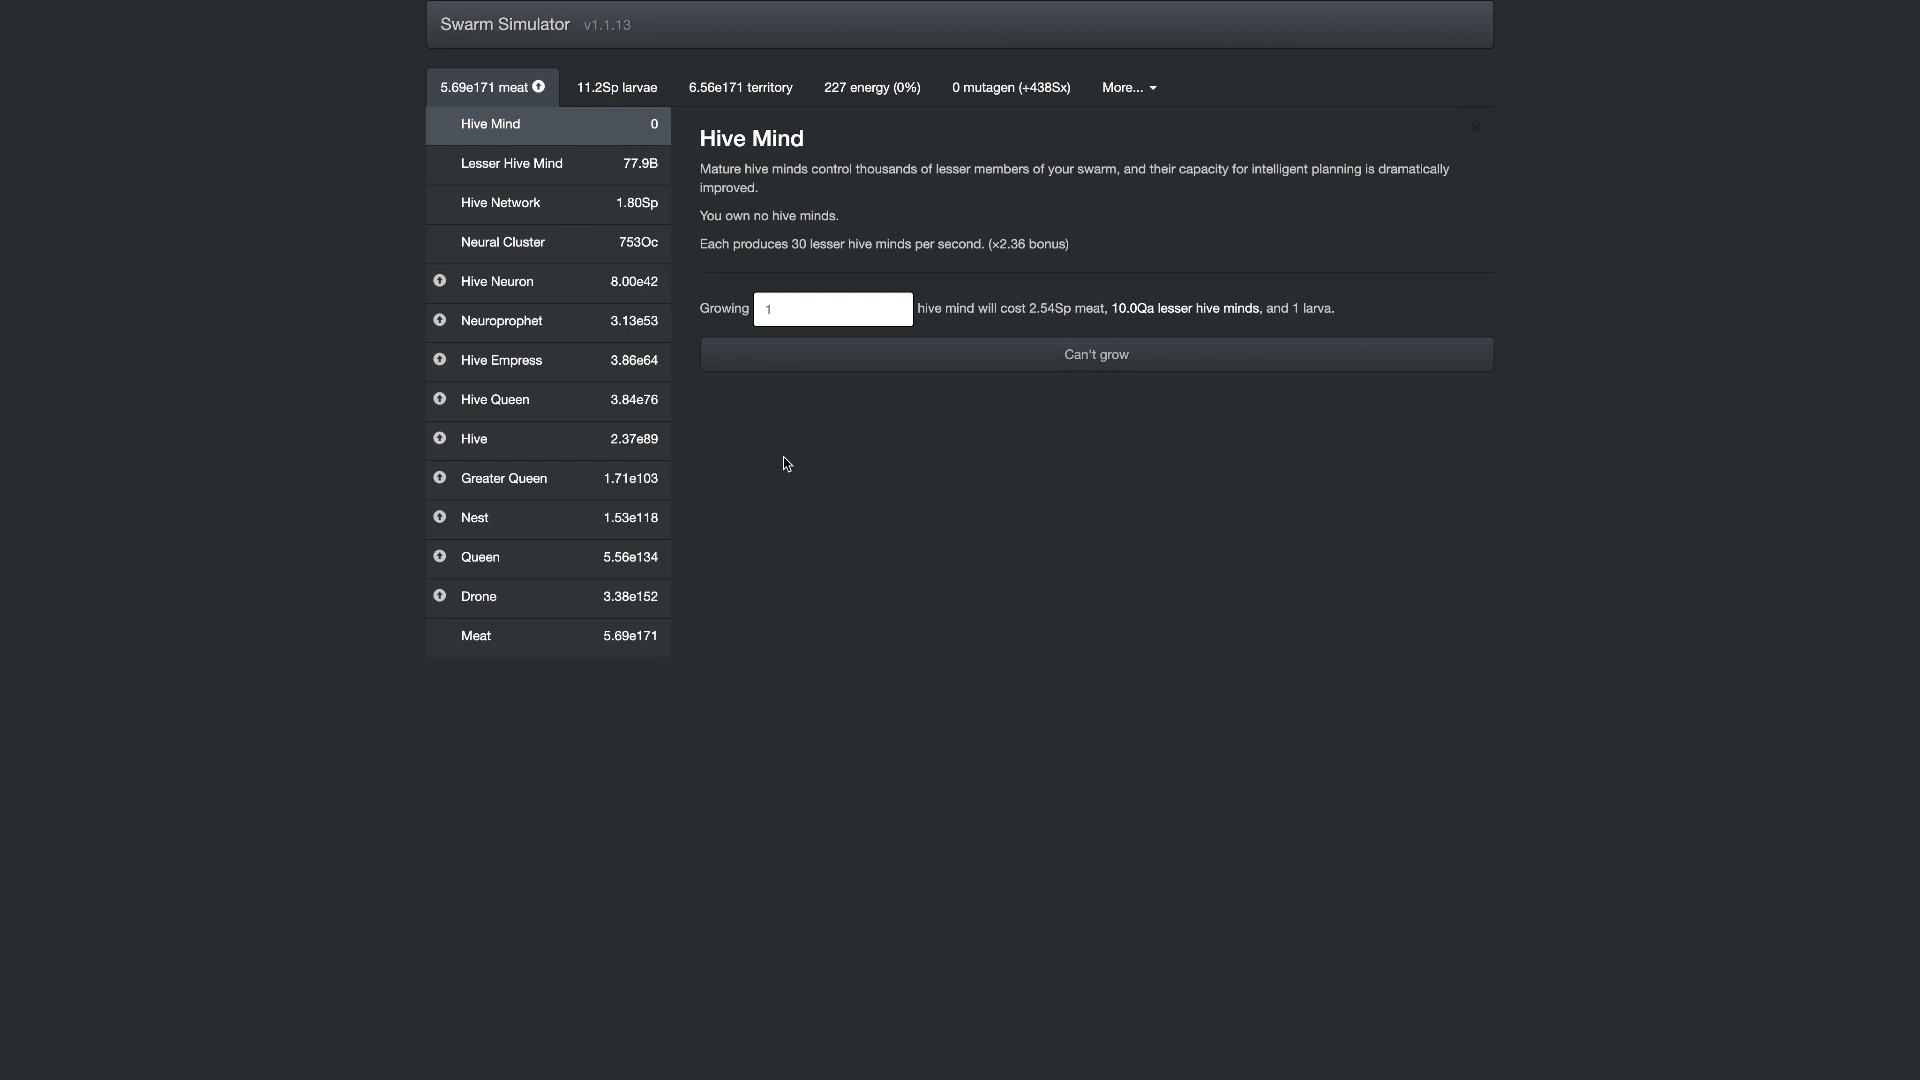 Swarm Simulator v1.1.13
5.69e171 meat 11.2Sp larvae 6.56e171 territory 227 energy (0%) 0 mutagen (+438Sx) More...
Hive Mind 0
Lesser Hive Mind 77.9B
Hive Network 1.80Sp
Neural Cluster 753Oc
Hive Neuron 8.00e42
Neuroprophet 3.13e53
Hive Empress 3.86e64
Hive Queen 3.84e76
Hive 2.37e89
Greater Queen 1.71e103
Nest 1.53e118
Queen 5.56e134
Drone 3.38e152
Meat 5.69e171
Hive Mind
Mature hive minds control thousands of lesser members of your swarm, and their capacity for intelligent planning is dramatically
improved.
You own no hive minds.
Each produces 30 lesser hive minds per second. (×2.36 bonus)
Growing 1 hive mind will cost 2.54Sp meat, 10.0Qa lesser hive minds, and 1 larva.
Can't grow